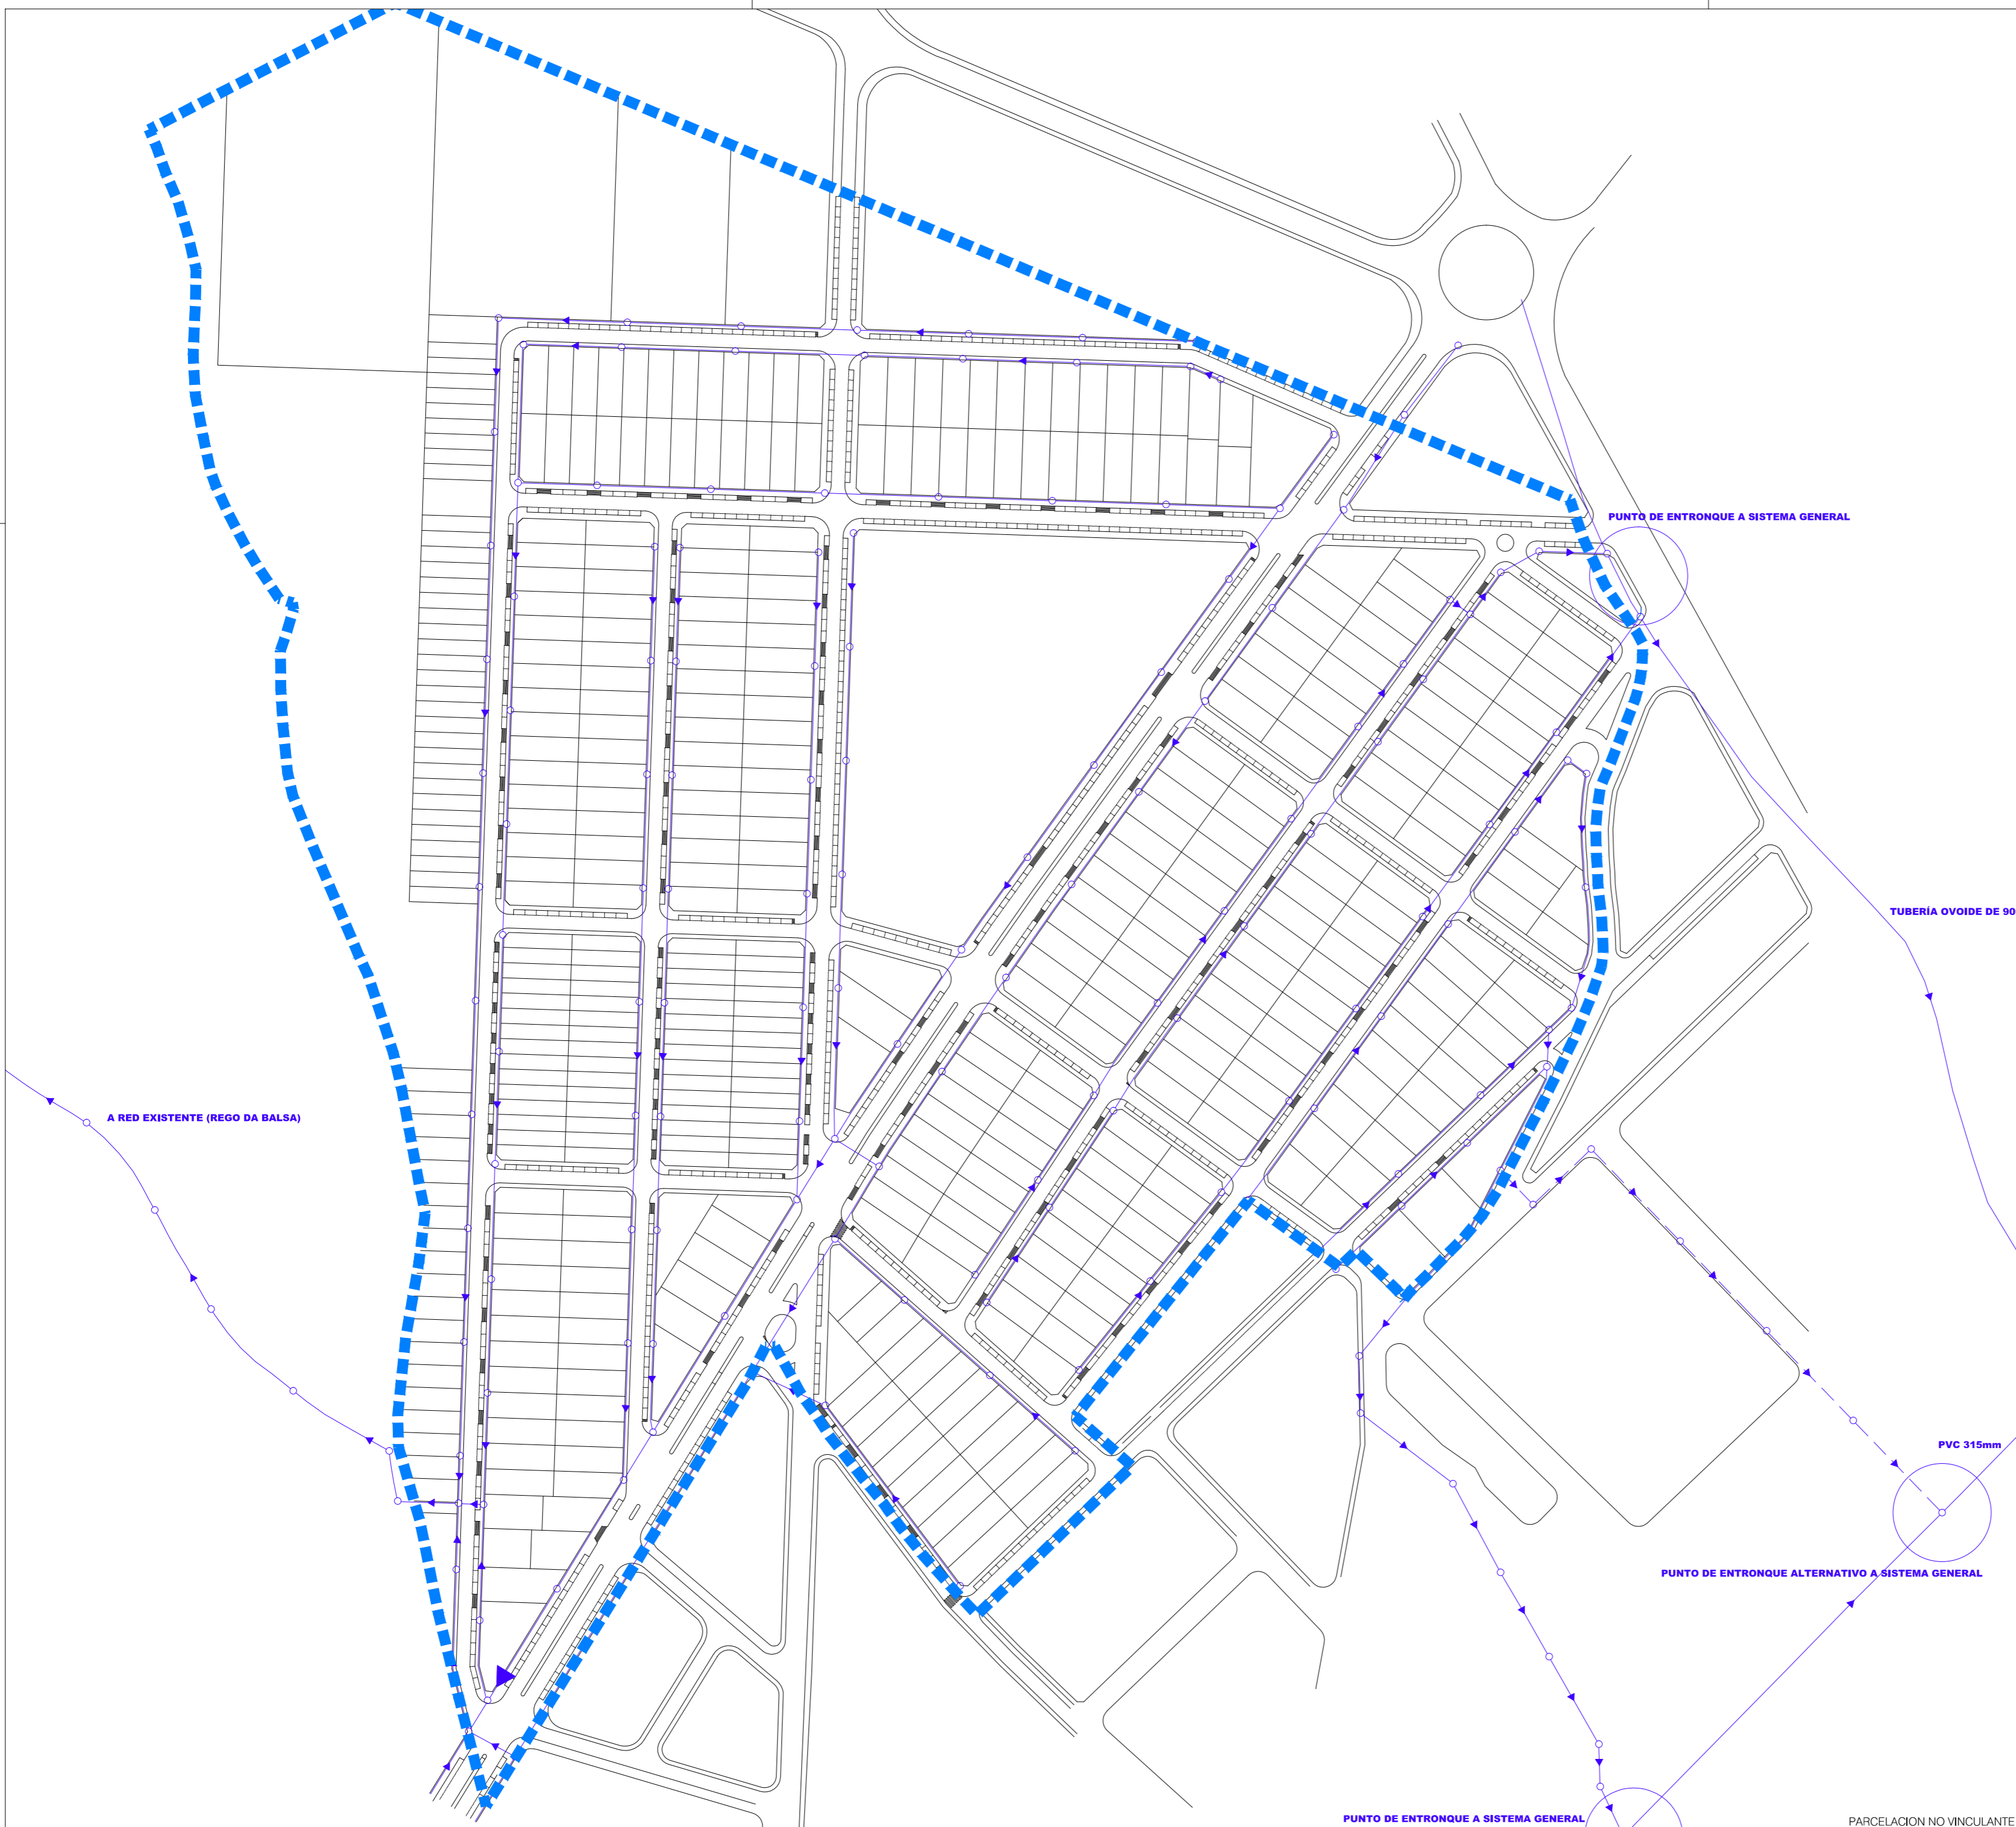 PUNTO DE ENTRONQUE A SISTEMA GENERAL
TUBERÍA OVOIDE DE 90
A RED EXISTENTE (REGO DA BALSA)
PVC 315mm
PUNTO DE ENTRONQUE ALTERNATIVO A SISTEMA GENERAL
PUNTO DE ENTRONQUE A SISTEMA GENERAL
PARCELACION NO VINCULANTE